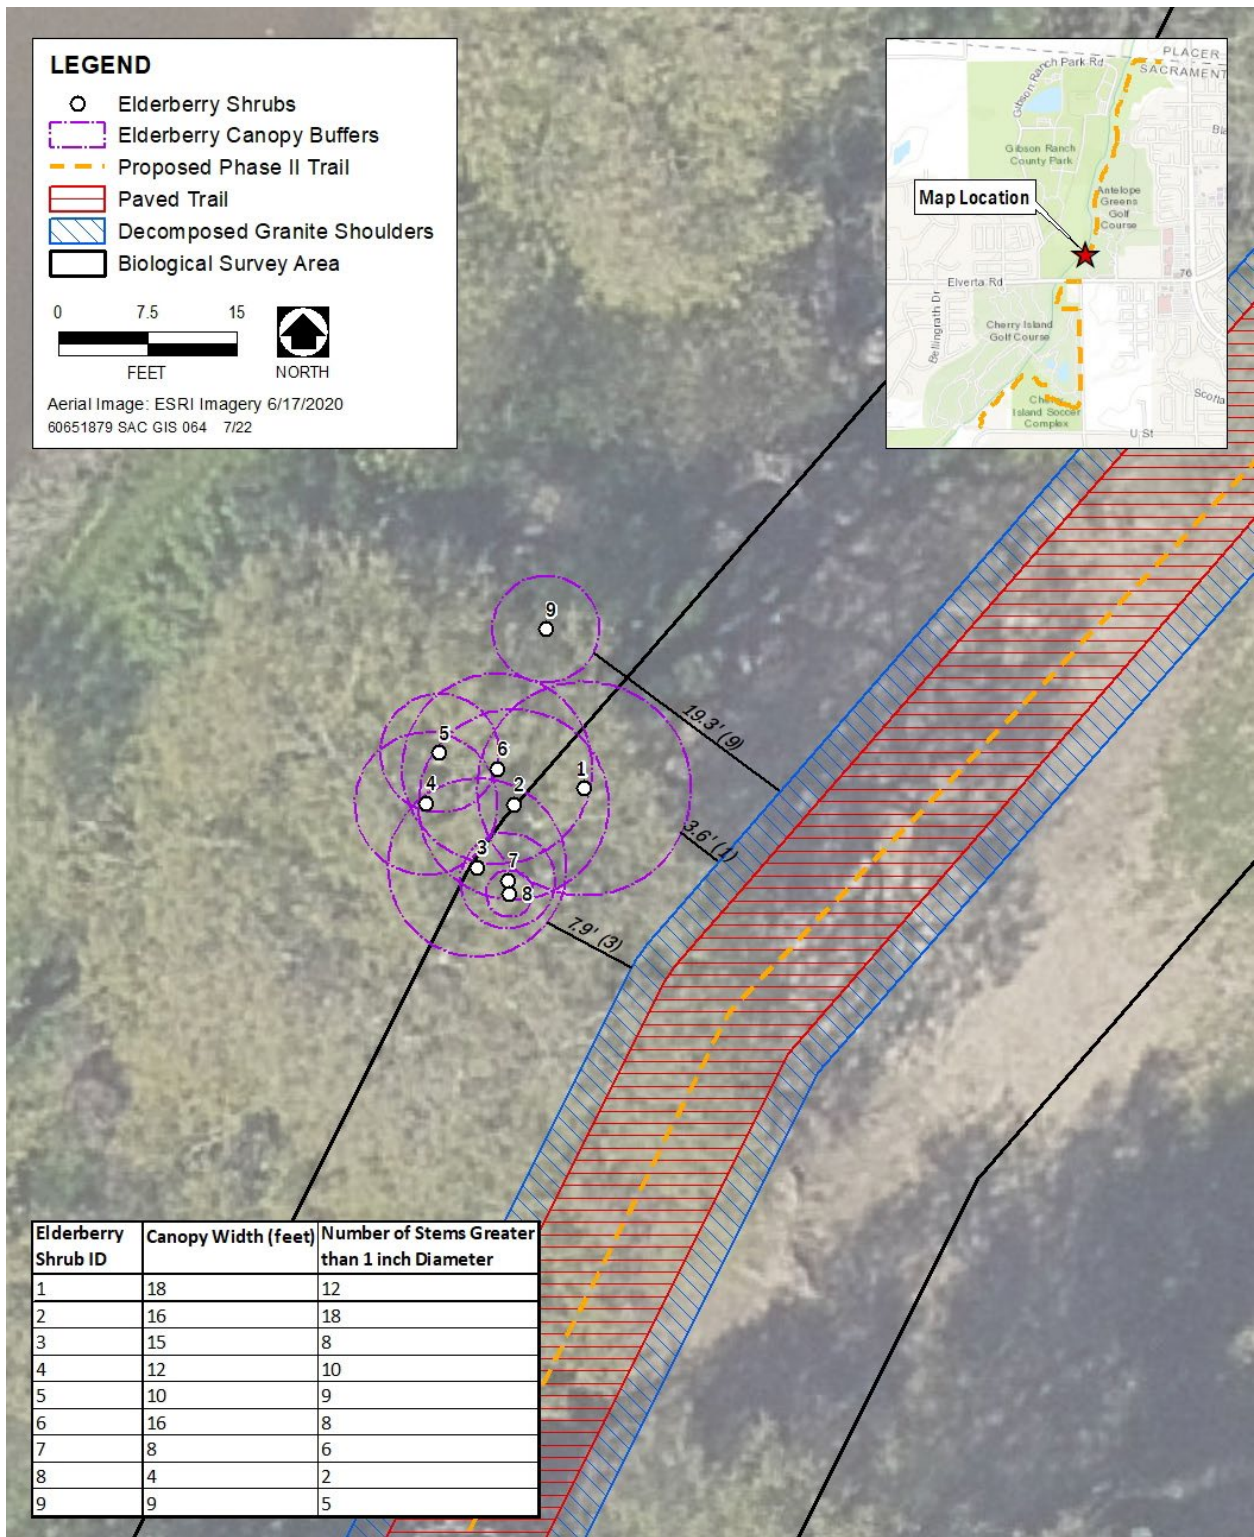 LEGEND
Elderberry Shrubs
Elderberry Canopy Buffers
Proposed Phase II Trail
Paved Trail
Decomposed Granite Shoulders
Biological Survey Area
0 7.5 15
FEET
NORTH
Aerial Image: ESRI Imagery 6/17/2020
60651879 SAC GIS 064 7/22
PLACER
SACRAMENT
Gibson Ranch Park Rd
Bla
Gibson Ranch
County Park
Antelope
Greens
Golf
Course
Map Location
Elverta Rd
76
Bellingrath Dr
Cherry Island
Golf Course
Scotla
Cherry
Island Soccer
Complex
U St
9
19.3' (9)
5
6
1
4
2
3.6' (1)
3
7
8
7.9' (3)
Elderberry Shrub ID Canopy Width (feet) Number of Stems Greater than 1 inch Diameter
1 18 12
2 16 18
3 15 8
4 12 10
5 10 9
6 16 8
7 8 6
8 4 2
9 9 5